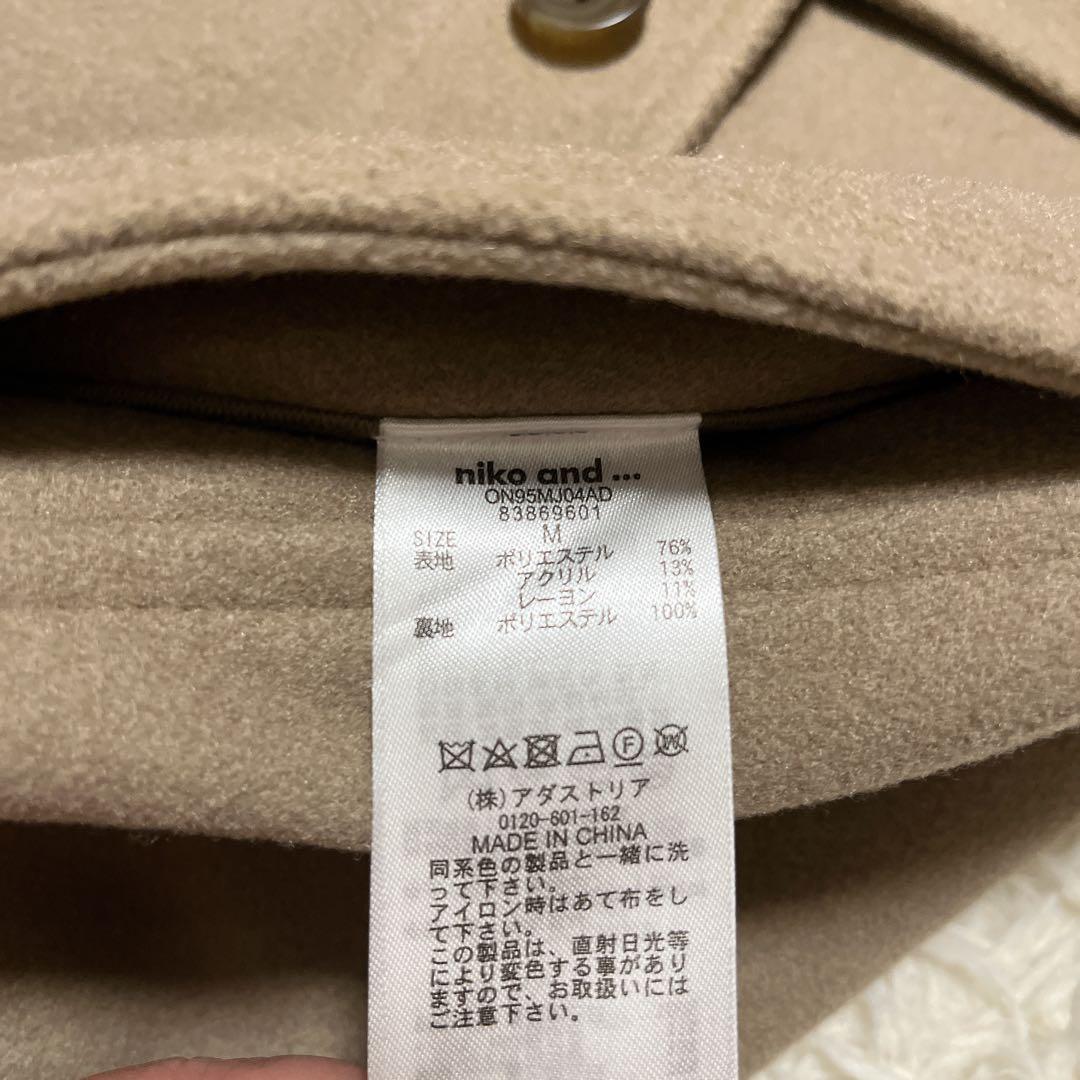 niko and ...
ON95MJ04AD
83869601
SIZE M
表地 ポリエステル 76%
アクリル 13%
レーヨン 11%
裏地 ポリエステル 100%
F W
(株)アダストリア
0120-601-162
MADE IN CHINA
同系色の製品と一緒に洗
って下さい。
アイロン時はあて布をし
て下さい。
この製品は、直射日光等
により変色する事があり
ますので、お取扱いには
ご注意下さい。